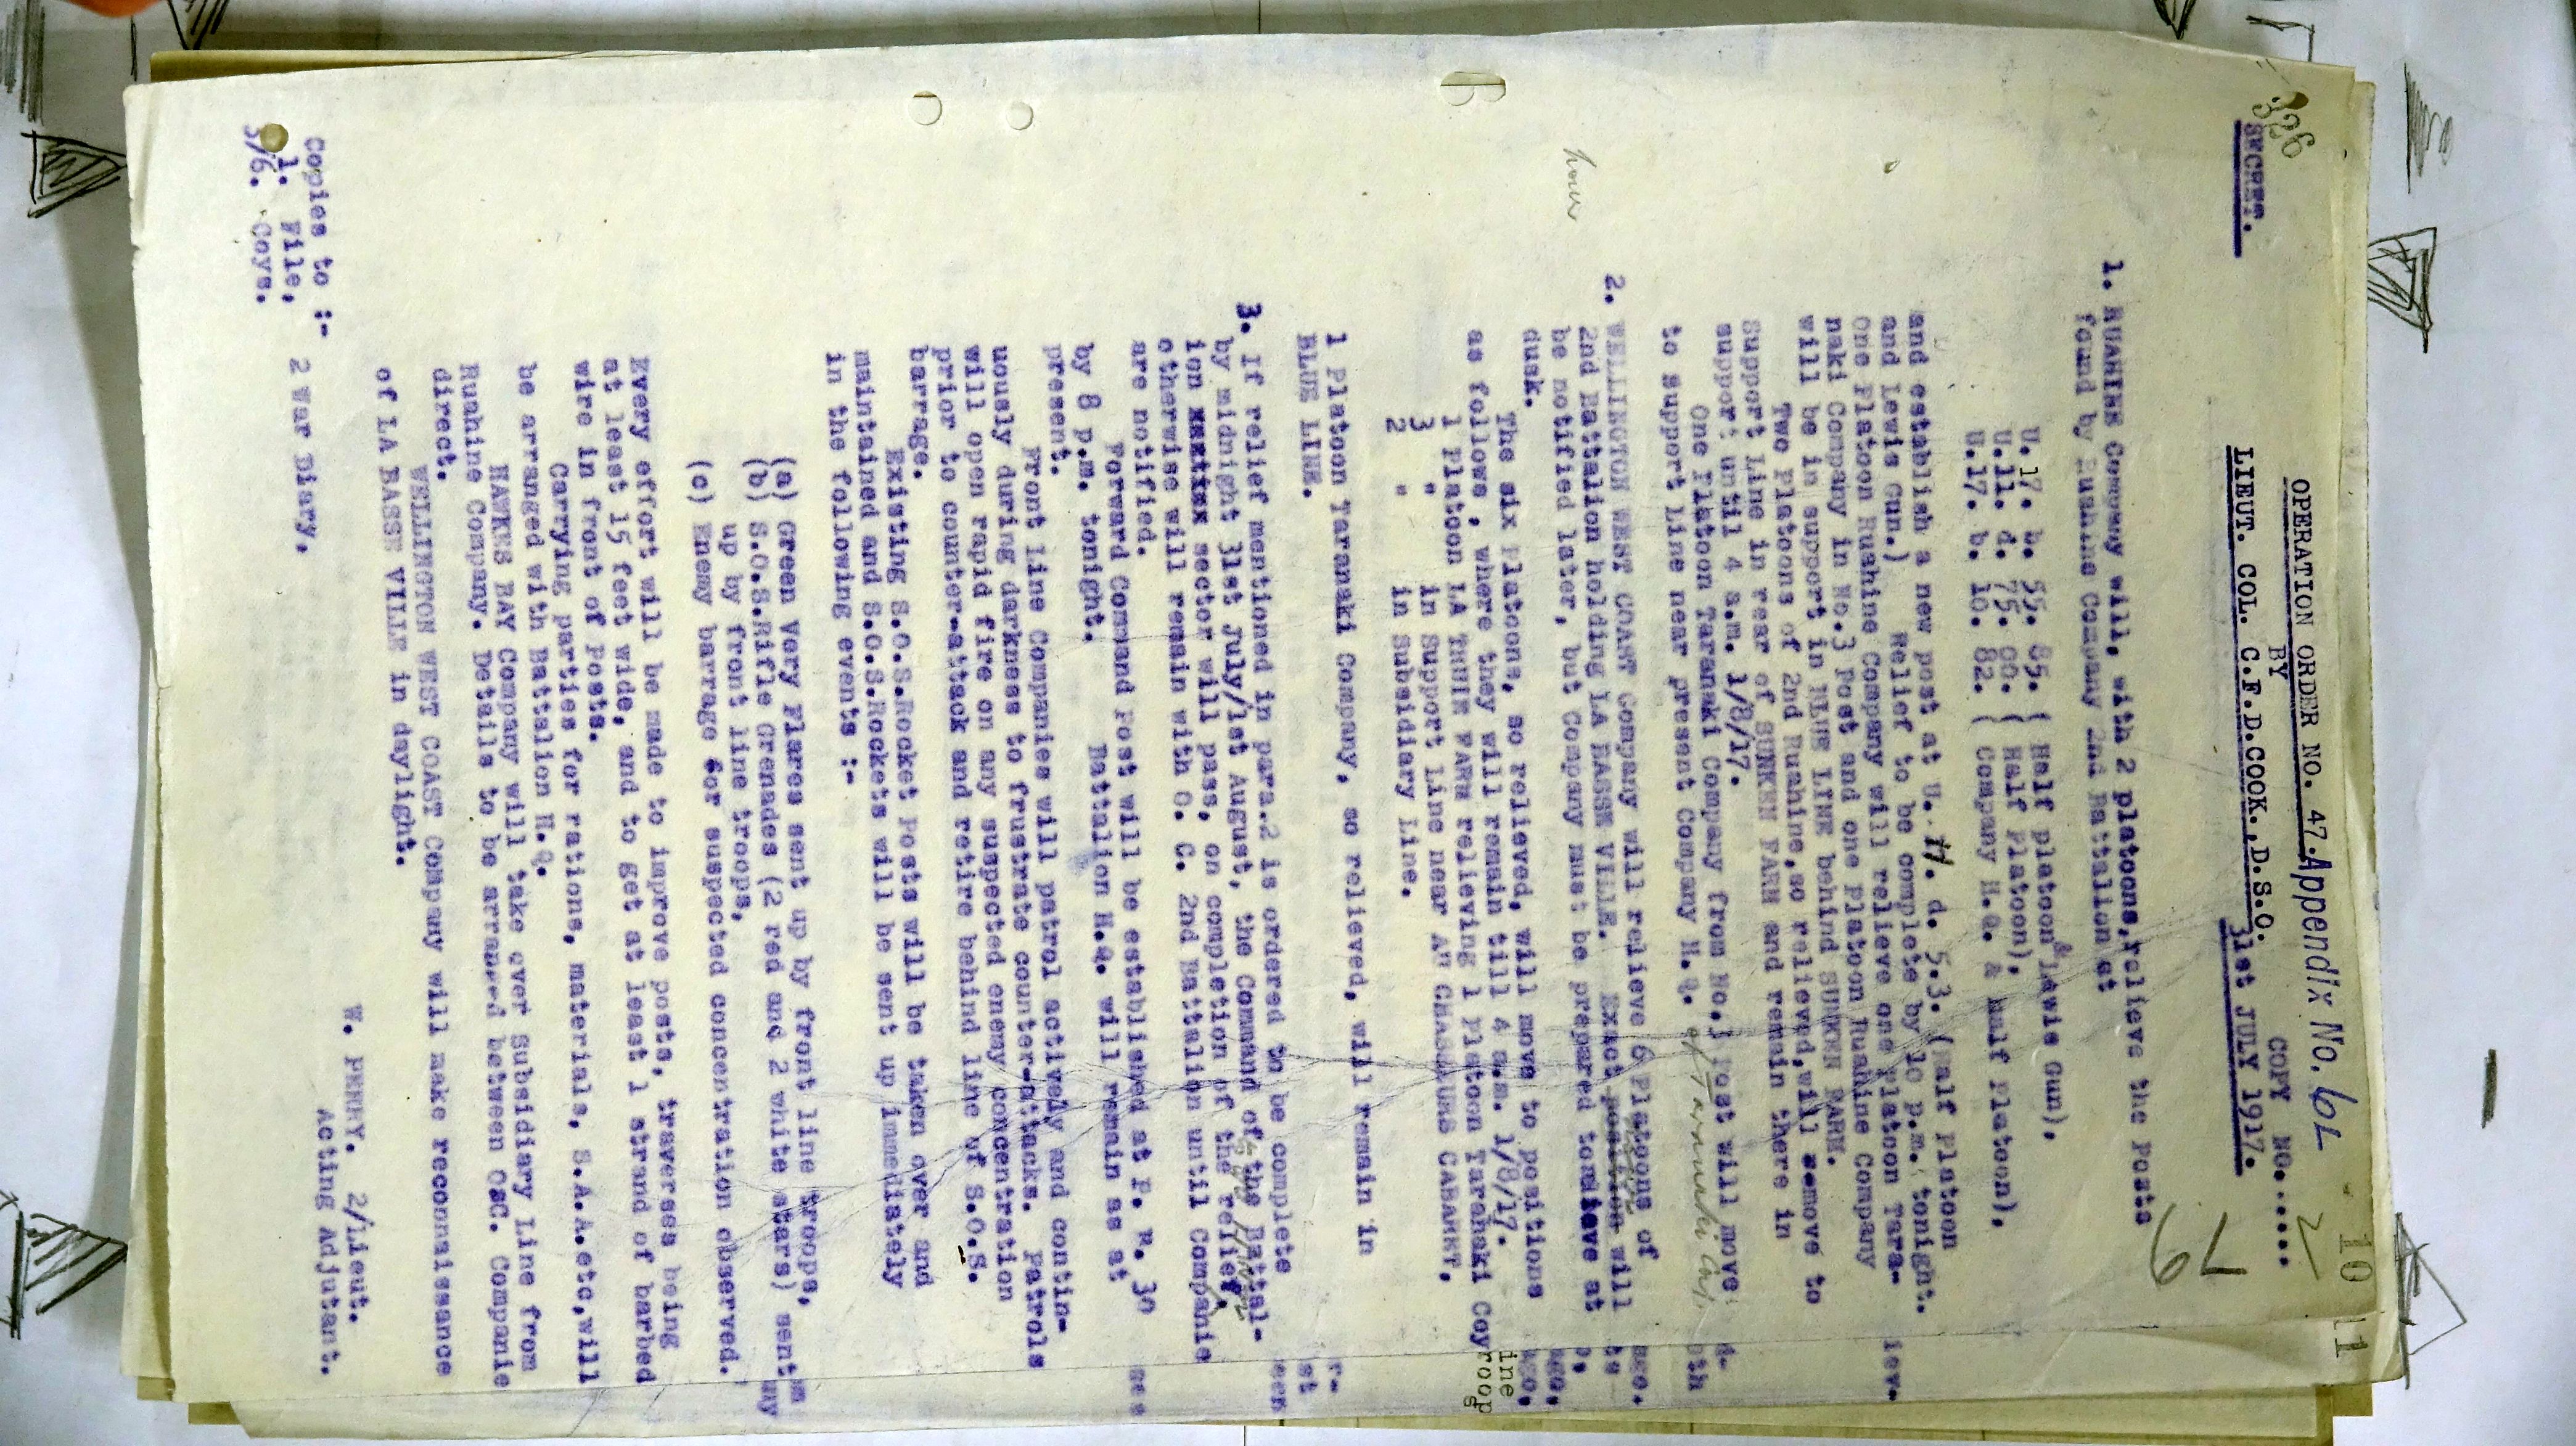 326
SECRET.
OPERATION ORDER NO. 47. Appendix No. 62
BY
COPY NO......2
LIEUT. COL. C.F.D.COOK.,D.S.O.
31st JULY 1917.
67
10
11
1. RUAHINE Company will, with 2 platoons, relieve the Posts
found by Ruahine Company 2nd Battalion at
U.17. b. 55. 85. ( Half platoon & Lewis Gun),
U.11. d. 75. 00. ( Half Platoon),
U.17. b. 10. 82. ( Company H.Q. & Half Platoon),
and establish a new post at U. 11. d. 5.3. (Half Platoon
and Lewis Gun.) Relief to be complete by 10 p.m. tonight.
One Platoon Ruahine Company will relieve one Platoon Tara-
naki Company in No.3 Post and one Platoon Ruahine Company
will be in support in BLUE LINE behind SUNKEN FARM.
Two Platoons of 2nd Ruahine,so relieved,will remove to
Support Line in rear of SUNKEN FARM and remain there in
support until 4 a.m. 1/8/17.
One Platoon Taranaki Company from No.3 Post will move
to support Line near present Company H.Q. of Taranaki Coy.
2. WELLINGTON WEST COAST Company will relieve 6 Platoons of
2nd Battalion holding LA BASSE VILLE. Exact position will
hour
be notified later, but Company must be prepared to leave at
dusk.
The six Platoons, so relieved, will move to positions
as follows , where they will remain till 4 a.m. 1/8/17.
1 Platoon LA TRUIE FARM relieving 1 Platoon Taranaki Coy
3 " in Support Line near AU CHASSEURS CABARET,
2 " in Subsidiary Line.
1 Platoon Taranaki Company, so relieved, will remain in
BLUE LINE.
3. If relief mentioned in para.2 is ordered to be complete
by midnight 31st July/1st August, the Command of the Battal-
ion sector will pass, on completion of the relief,
otherwise will remain with O. C. 2nd Battalion until Companie
are notified.
Forward Command Post will be established at P. M. 30
by 8 p.m. tonight. Battalion H.Q. will remain as at
present.
Front Line Companies will patrol actively and contin-
uously during darkness to frustrate counter-attacks. Patrols
will open rapid fire on any suspected enemy concentration
prior to counter-attack and retire behind line of S.O.S.
barrage.
Existing S.O.S.Rocket Posts will be taken over and
maintained and S.O.S.Rockets will be sent up immediately
in the following events :-
(a) Green Very Flares sent up by front line troops,
(b) S.O.S.Rifle Grenades (2 red and 2 white stars) sent
up by front line troops,
(c) Enemy barrage for suspected concentration observed.
Every effort will be made to improve posts, traverses being
at least 15 feet wide, and to get at least 1 strand of barbed
wire in front of Posts.
Carrying parties for rations, materials, S.A.A.etc,will
be arranged with Battalion H.Q.
HAWKES BAY Company will take over Subsidiary Line from
Ruahine Company. Details to be arranged between OsC. Companie
direct.
WELLINGTON WEST COAST Company will make reconnaissance
of LA BASSE VILLE in daylight.
W. PERRY. 2/Lieut.
Acting Adjutant.
Copies to :-
1. File, 2 War Diary,
3/6. Coys.